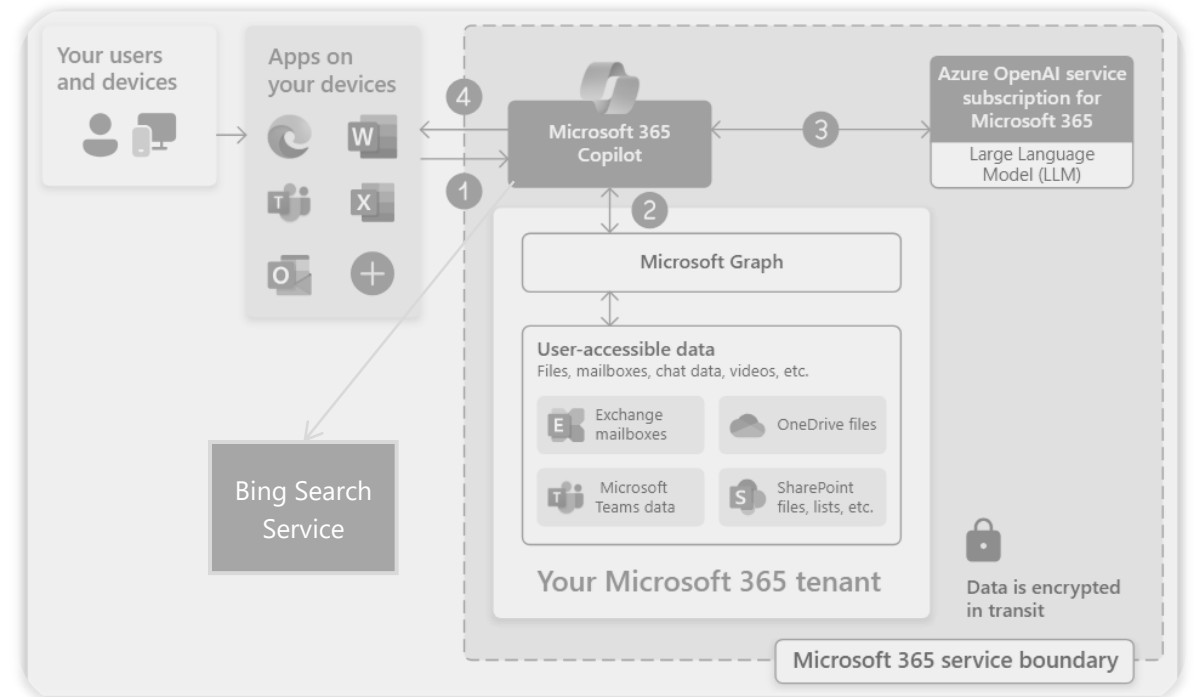 Your users
and devices
Apps on
your devices
W
T
X
O
4
1
Microsoft 365
Copilot
3
Azure OpenAI service
subscription for
Microsoft 365
Large Language
Model (LLM)
2
Microsoft Graph
User-accessible data
Files, mailboxes, chat data, videos, etc.
E
Exchange
mailboxes
OneDrive files
T
Microsoft
Teams data
S
SharePoint
files, lists, etc.
Your Microsoft 365 tenant
Bing Search
Service
Data is encrypted
in transit
Microsoft 365 service boundary